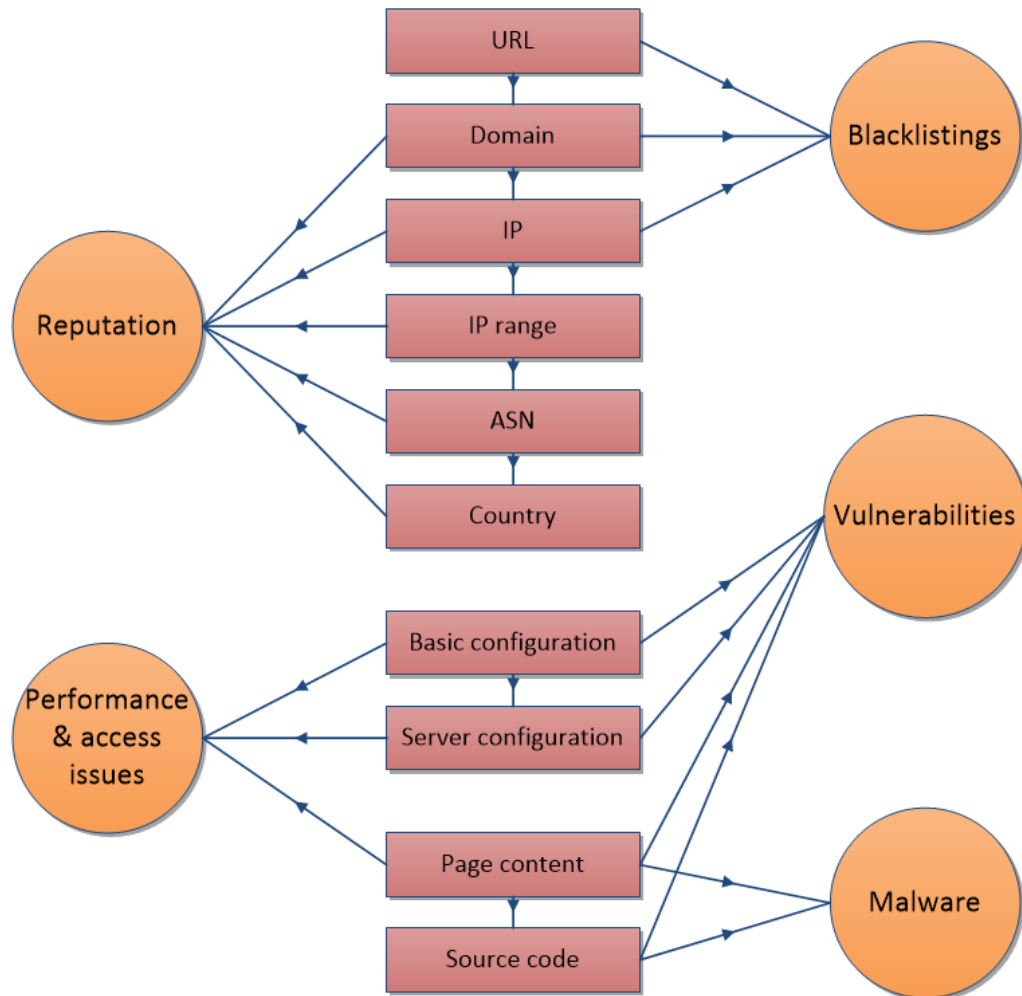 URL
Domain
Blacklistings
IP
Reputation
IP range
ASN
Country
Vulnerabilities
Basic configuration
Performance
& access
issues
Server configuration
Page content
Malware
Source code